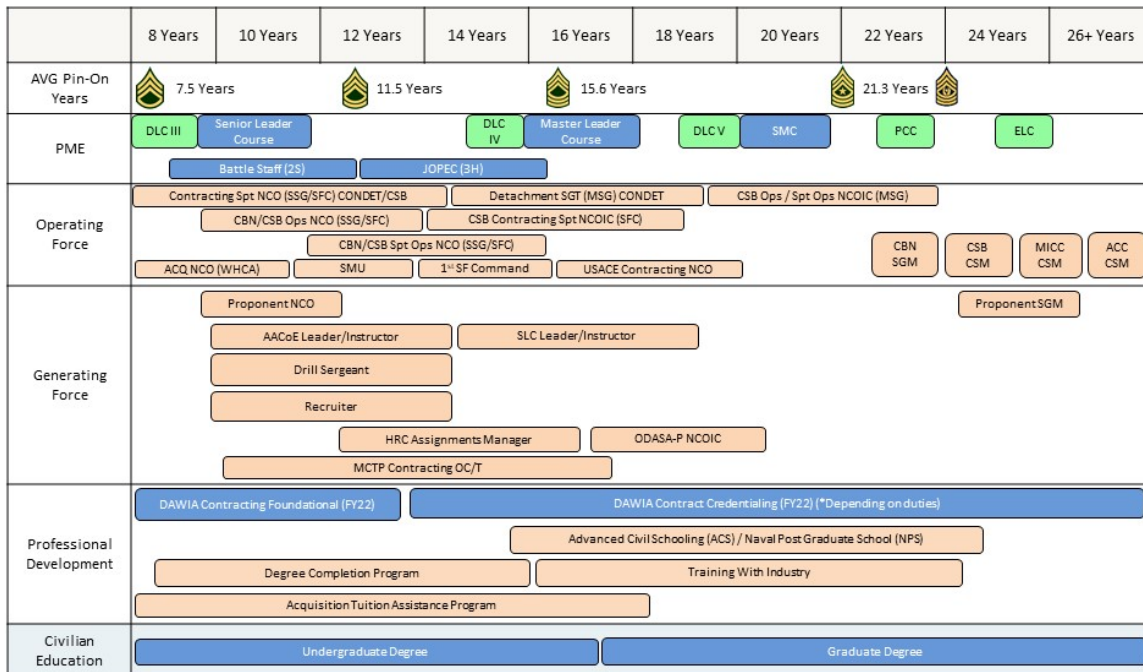 8 Years
10 Years
12 Years
14 Years
16 Years
18 Years
20 Years
22 Years
24 Years
26+ Years
AVG Pin-On
Years
7.5 Years
11.5 Years
15.6 Years
21.3 Years
PME
DLC III
Senior Leader
Course
DLC
IV
Master Leader
Course
DLC V
SMC
PCC
ELC
Battle Staff (2S)
JOPEC (3H)
Operating
Force
Contracting Spt NCO (SSG/SFC) CONDET/CSB
Detachment SGT (MSG) CONDET
CSB Ops / Spt Ops NCOIC (MSG)
CBN/CSB Ops NCO (SSG/SFC)
CSB Contracting Spt NCOIC (SFC)
CBN/CSB Spt Ops NCO (SSG/SFC)
CBN
SGM
CSB
CSM
MICC
CSM
ACC
CSM
ACQ NCO (WHCA)
SMU
1st SF Command
USACE Contracting NCO
Generating
Force
Proponent NCO
Proponent SGM
AACoE Leader/Instructor
SLC Leader/Instructor
Drill Sergeant
Recruiter
HRC Assignments Manager
ODASA-P NCOIC
MCTP Contracting OC/T
Professional
Development
DAWIA Contracting Foundational (FY22)
DAWIA Contract Credentialing (FY22) (*Depending on duties)
Advanced Civil Schooling (ACS) / Naval Post Graduate School (NPS)
Degree Completion Program
Training With Industry
Acquisition Tuition Assistance Program
Civilian
Education
Undergraduate Degree
Graduate Degree